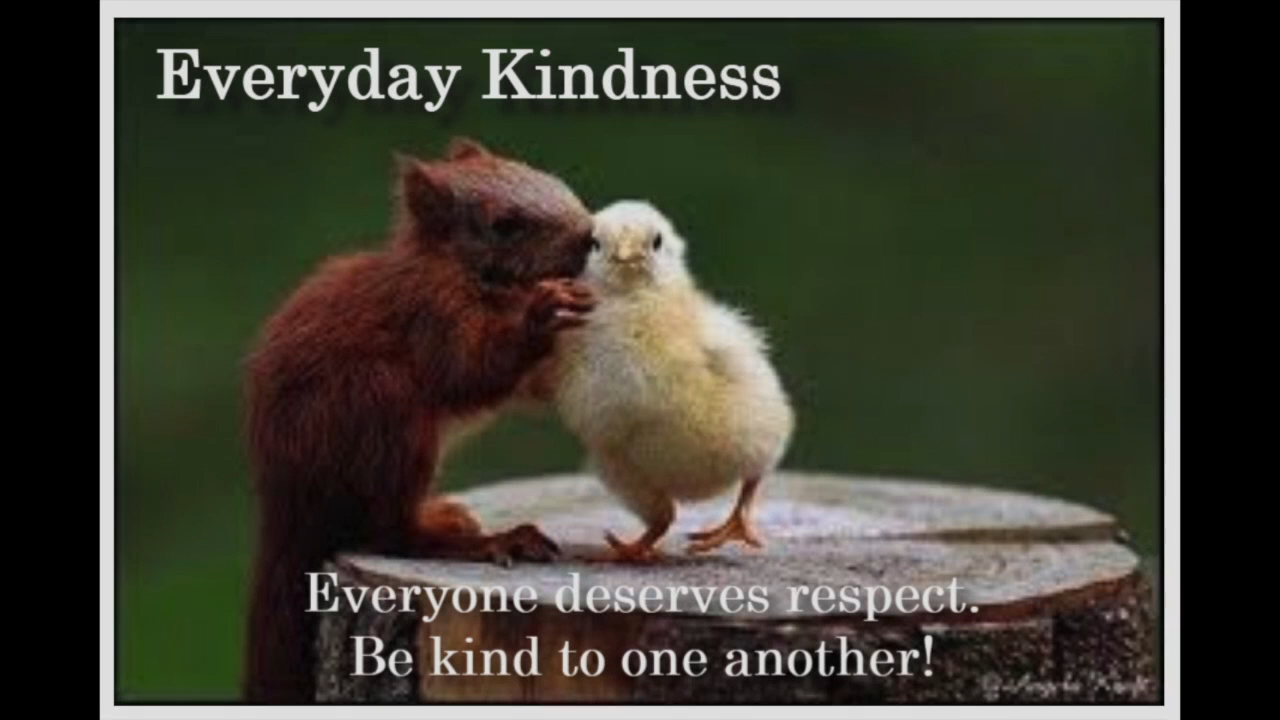 Everyday Kindness
Everyone deserves respect.
Be kind to one another!